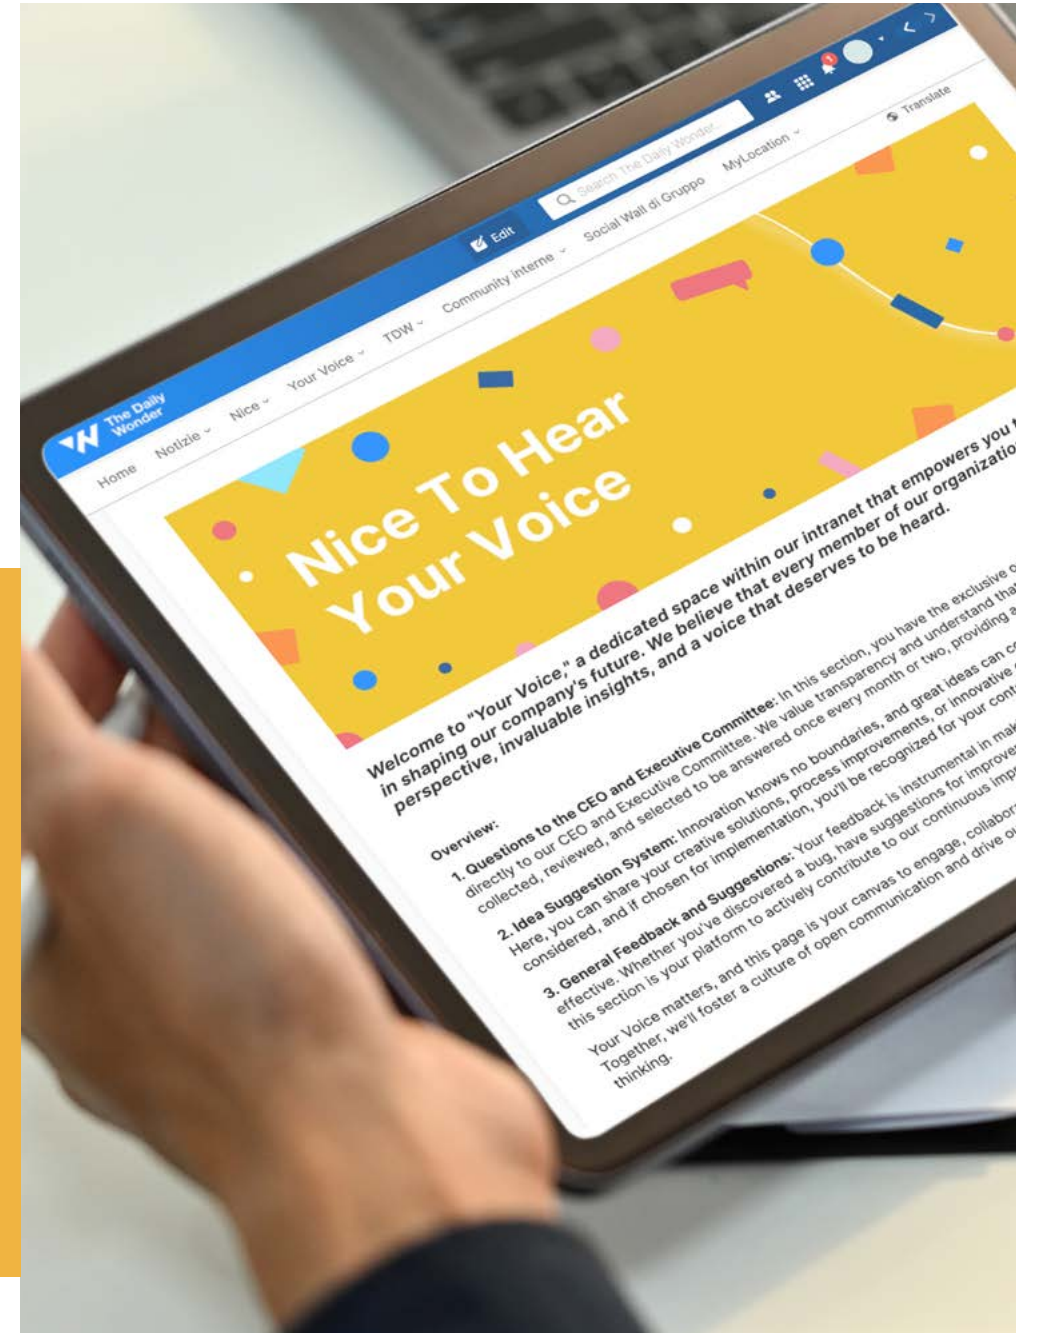 The Daily
Wonder
Edit
Search The Daily Wonder...
1
Home
Notizie
Nice
Your Voice
TDW
Community interne
Social Wall di Gruppo
MyLocation
Translate
Nice To Hear
Your Voice
Welcome to "Your Voice," a dedicated space within our intranet that empowers you
in shaping our company's future. We believe that every member of our organization
perspective, invaluable insights, and a voice that deserves to be heard.
Overview:
1. Questions to the CEO and Executive Committee: In this section, you have the exclusive
directly to our CEO and Executive Committee. We value transparency and understand that
collected, reviewed, and selected to be answered once every month or two, providing
2. Idea Suggestion System: Innovation knows no boundaries, and great ideas can
Here, you can share your creative solutions, process improvements, or innovative
considered, and if chosen for implementation, you'll be recognized for your
3. General Feedback and Suggestions: Your feedback is instrumental in
effective. Whether you've discovered a bug, have suggestions for
this section is your platform to actively contribute to our continuous
Your Voice matters, and this page is your canvas to engage,
Together, we'll foster a culture of open communication and drive
thinking.